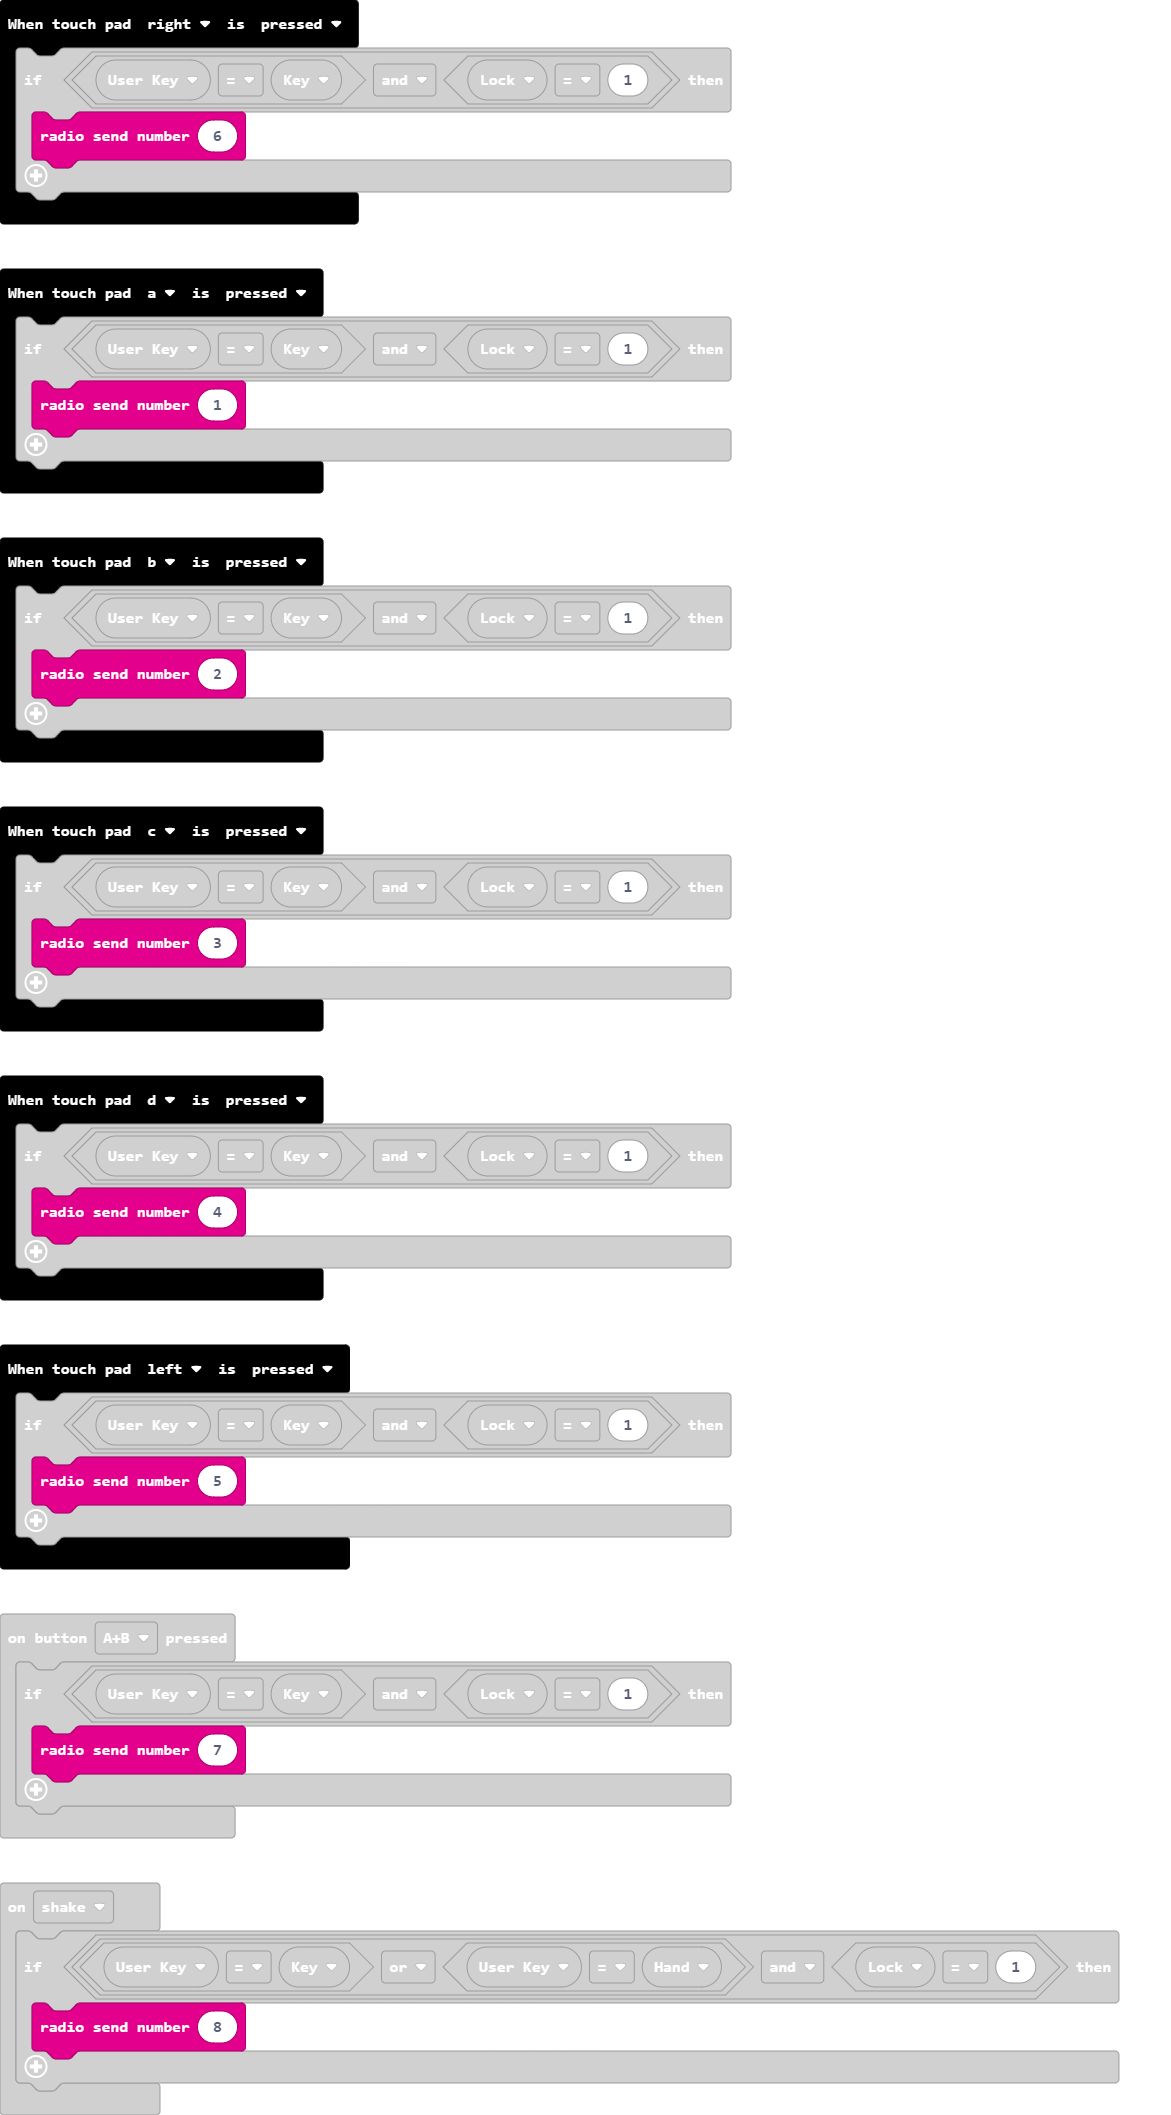 When touch pad right is pressed
if User Key = Key and Lock = 1 then
radio send number 6
When touch pad a is pressed
if User Key = Key and Lock = 1 then
radio send number 1
When touch pad b is pressed
if User Key = Key and Lock = 1 then
radio send number 2
When touch pad c is pressed
if User Key = Key and Lock = 1 then
radio send number 3
When touch pad d is pressed
if User Key = Key and Lock = 1 then
radio send number 4
When touch pad left is pressed
if User Key = Key and Lock = 1 then
radio send number 5
on button A+B pressed
if User Key = Key and Lock = 1 then
radio send number 7
on shake
if User Key = Key or User Key = Hand and Lock = 1 then
radio send number 8